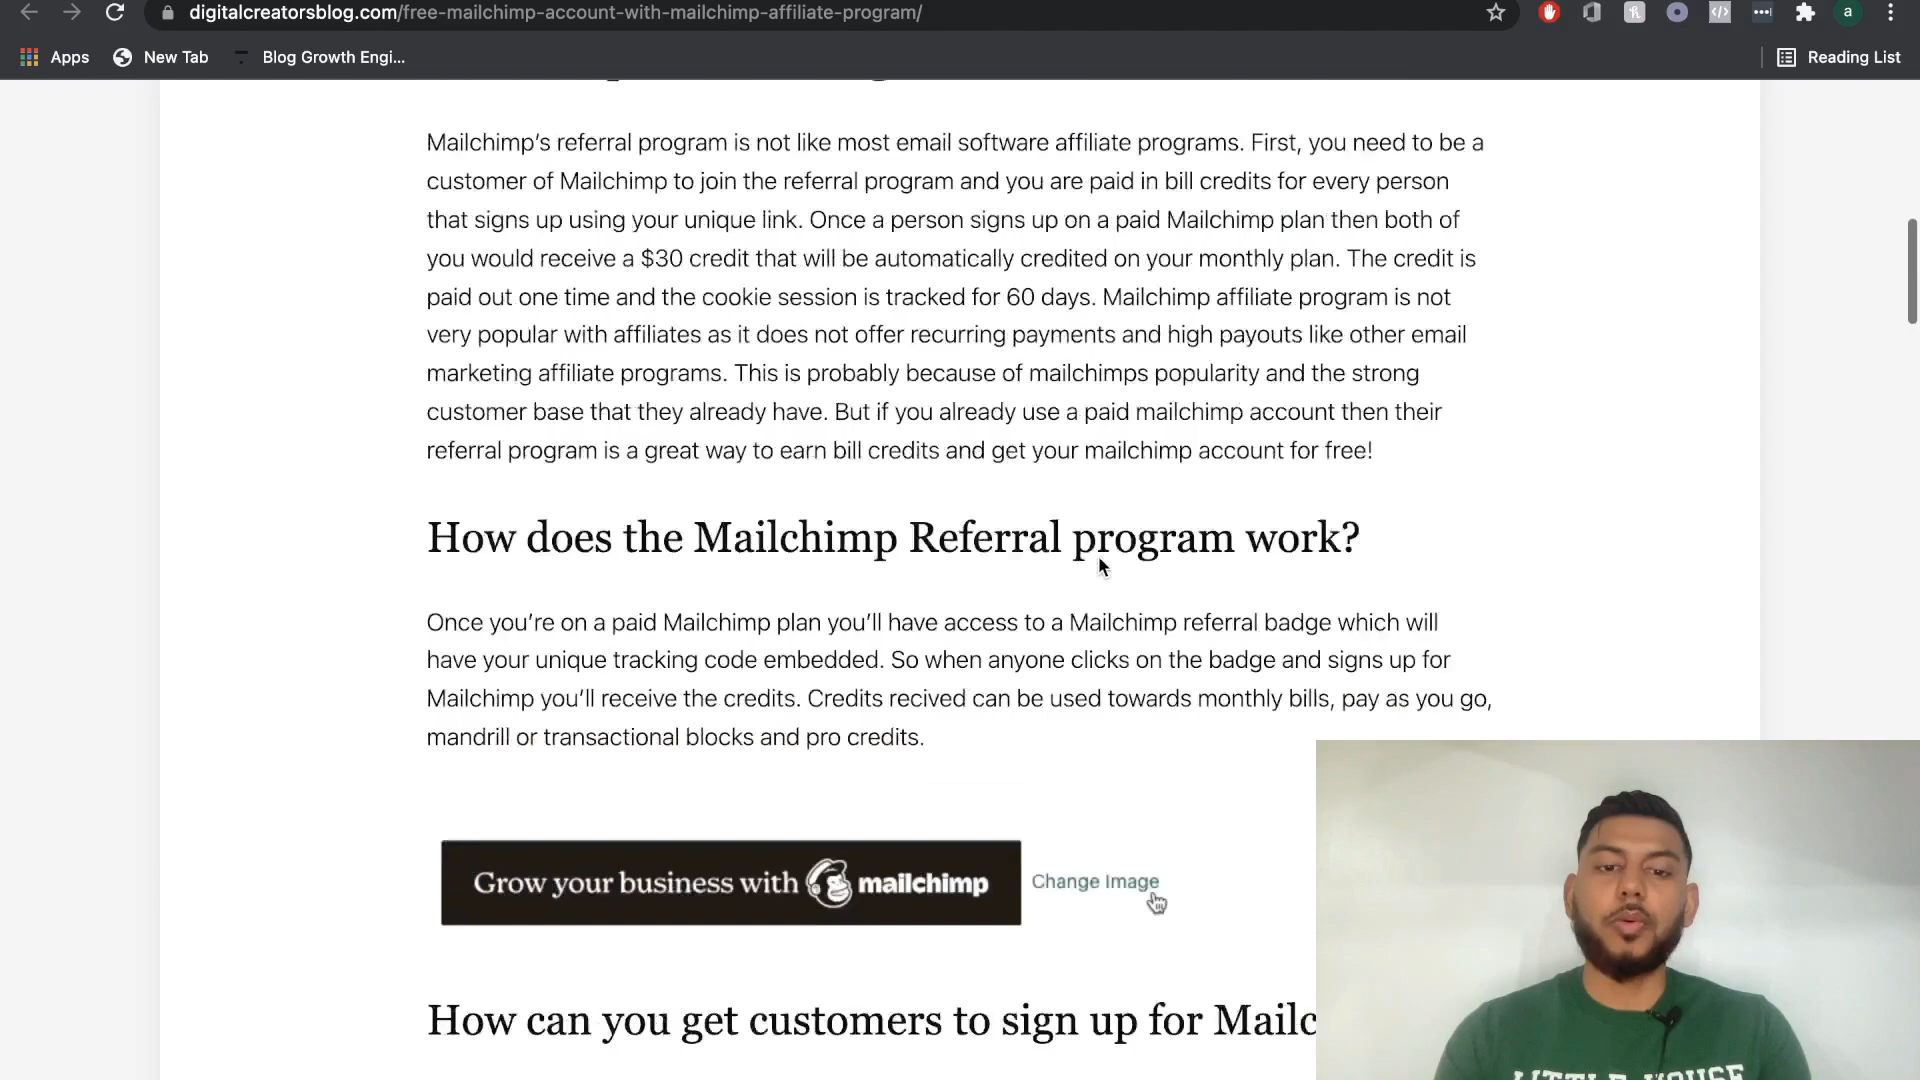 digitalcreatorsblog.com/free-mailchimp-account-with-mailchimp-affiliate-program/
a
Apps New Tab Blog Growth Engi... Reading List
Mailchimp’s referral program is not like most email software affiliate programs. First, you need to be a
customer of Mailchimp to join the referral program and you are paid in bill credits for every person
that signs up using your unique link. Once a person signs up on a paid Mailchimp plan then both of
you would receive a $30 credit that will be automatically credited on your monthly plan. The credit is
paid out one time and the cookie session is tracked for 60 days. Mailchimp affiliate program is not
very popular with affiliates as it does not offer recurring payments and high payouts like other email
marketing affiliate programs. This is probably because of mailchimps popularity and the strong
customer base that they already have. But if you already use a paid mailchimp account then their
referral program is a great way to earn bill credits and get your mailchimp account for free!
How does the Mailchimp Referral program work?
Once you’re on a paid Mailchimp plan you’ll have access to a Mailchimp referral badge which will
have your unique tracking code embedded. So when anyone clicks on the badge and signs up for
Mailchimp you’ll receive the credits. Credits recived can be used towards monthly bills, pay as you go,
mandrill or transactional blocks and pro credits.
Grow your business with mailchimp Change Image
How can you get customers to sign up for Mailc
LITTLE HOUSE